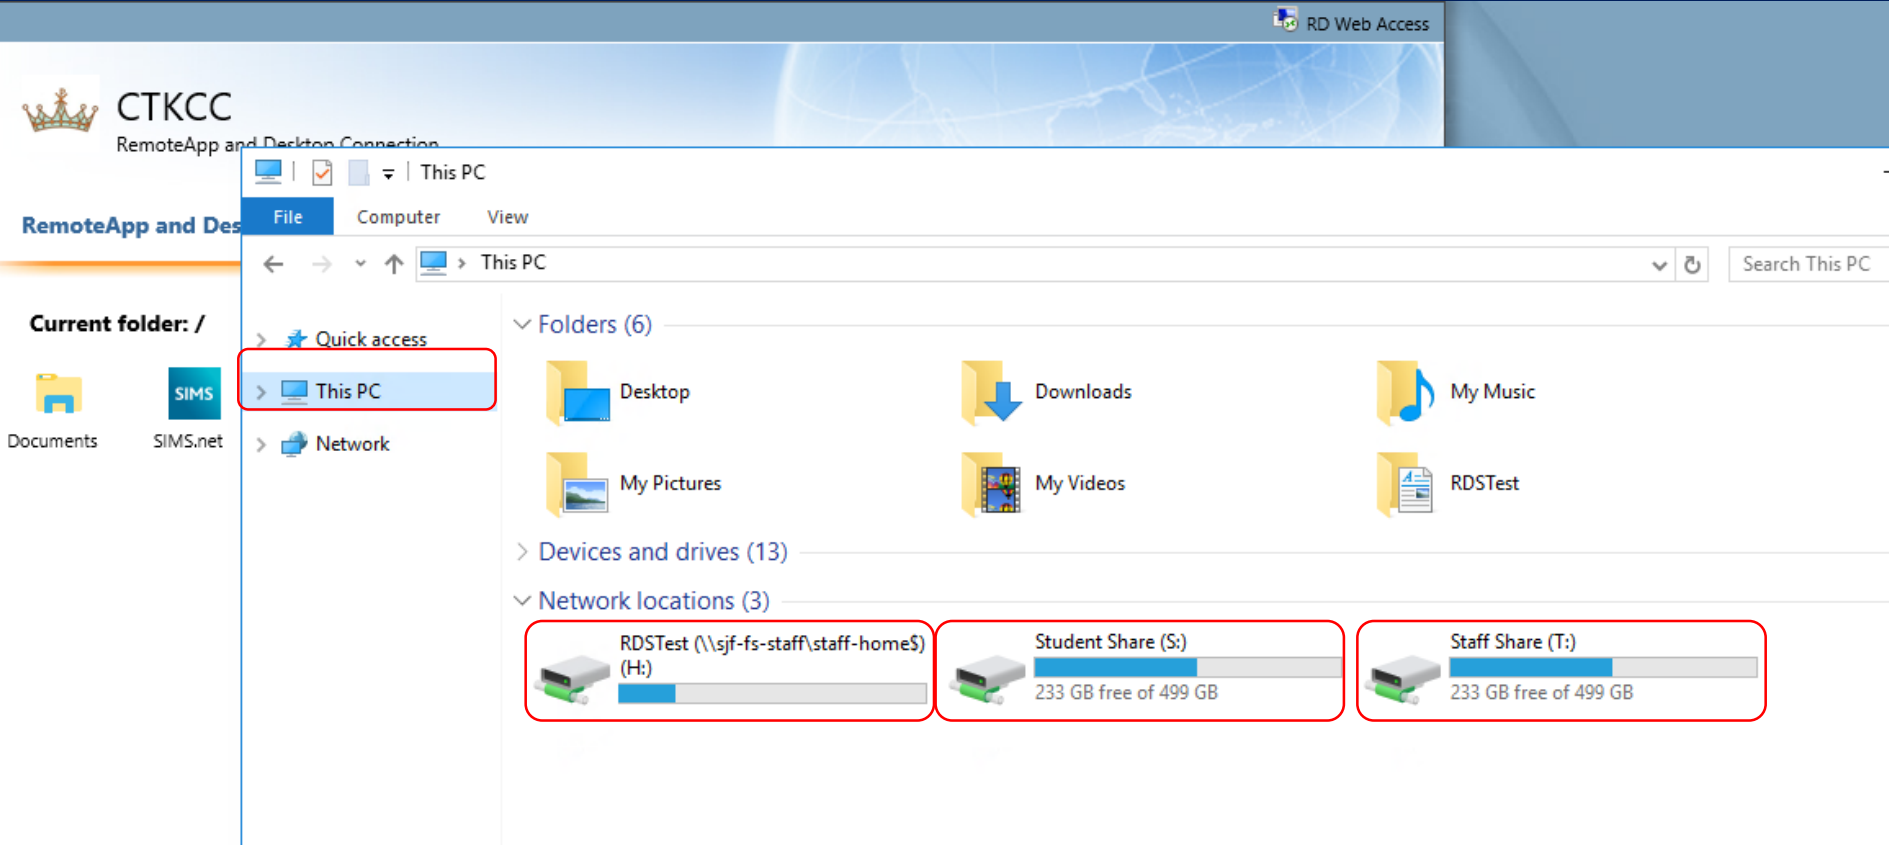 RD Web Access
CTKCC
RemoteApp and Desktop Connection
This PC
RemoteApp and Des
File Computer View
This PC
Search This PC
Current folder: /
Quick access
This PC
Network
SIMS
Documents SIMS.net
Folders (6)
Desktop Downloads My Music
My Pictures My Videos RDSTest
Devices and drives (13)
Network locations (3)
RDSTest (\\sjf-fs-staff\staff-home$)
(H:)
Student Share (S:)
233 GB free of 499 GB
Staff Share (T:)
233 GB free of 499 GB